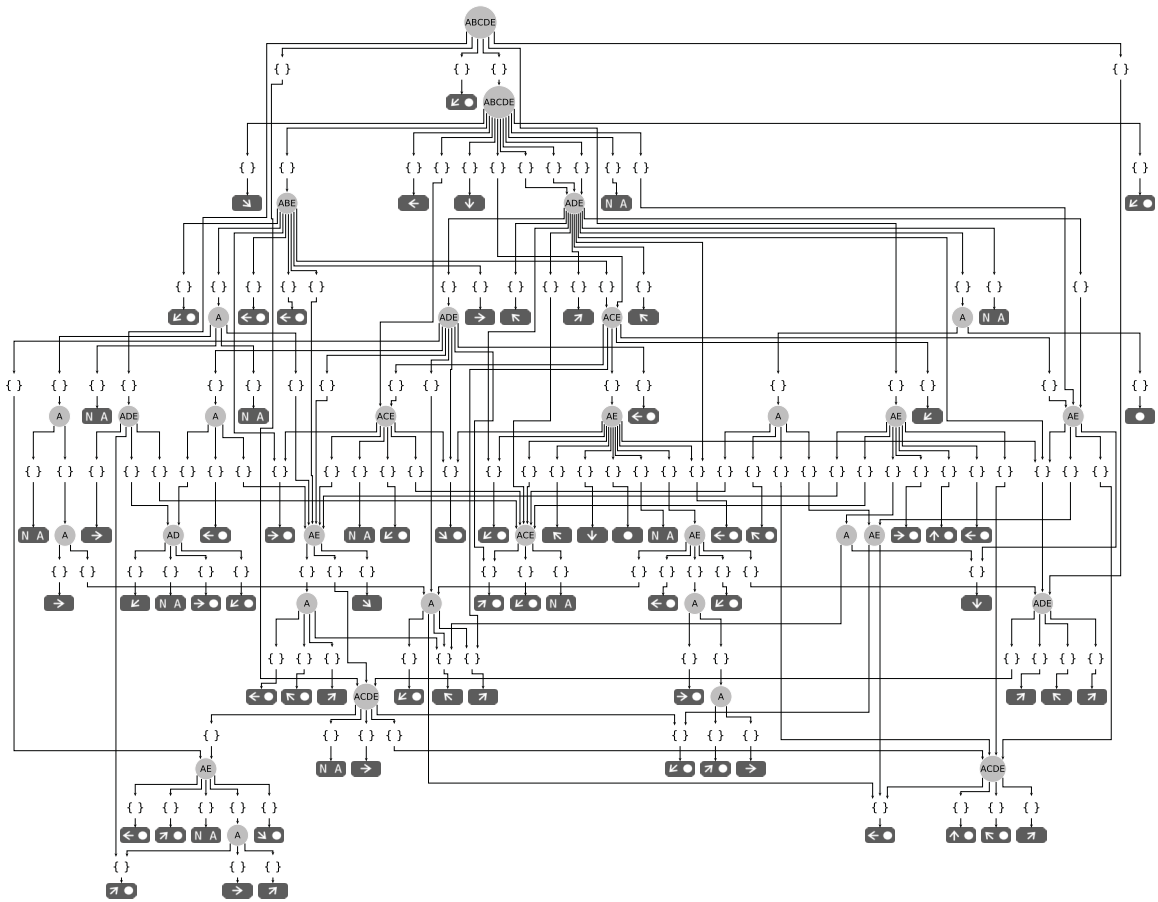 ABCDE
{ } { } { } { }
ABCDE
{ } { } { } { } { } { } { } { } { } { } { }
ABE ADE N A
{ } { } { } { } { } { } { } { } { } { } { } { } { } { } { } { }
A ADE ACE A N A
{ } { } { } { } { } { } { } { } { } { } { } { } { } { } { } { }
A N A ADE A N A ACE AE A AE AE
{ } { } { } { } { } { } { } { } { } { } { } { } { } { } { } { } { } { } { } { } { } { } { } { } { } { } { } { } { } { } { } { } { }
N A A AD AE N A ACE N A AE A AE
{ } { } { } { } { } { } { } { } { } { } { } { } { } { } { } { } { } { }
N A A A N A A ADE
{ } { } { } { } { } { } { } { } { } { } { } { }
ACDE A
{ } { } { } { } { } { } { }
AE N A ACDE
{ } { } { } { } { } { } { } { } { }
N A A
{ } { } { }